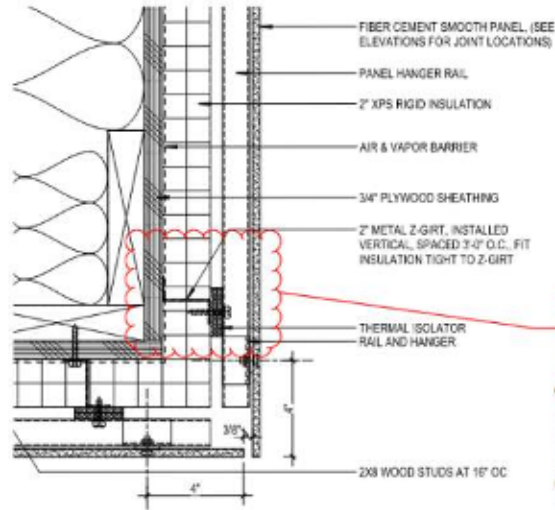 FIBER CEMENT SMOOTH PANEL, (SEE
ELEVATIONS FOR JOINT LOCATIONS)
PANEL HANGER RAIL
2" XPS RIGID INSULATION
AIR & VAPOR BARRIER
3/4" PLYWOOD SHEATHING
2" METAL Z-GIRT, INSTALLED
VERTICAL, SPACED 3'-0" O.C., FIT
INSULATION TIGHT TO Z-GIRT
THERMAL ISOLATOR
RAIL AND HANGER
4"
3/8"
2X8 WOOD STUDS AT 16" OC
4"